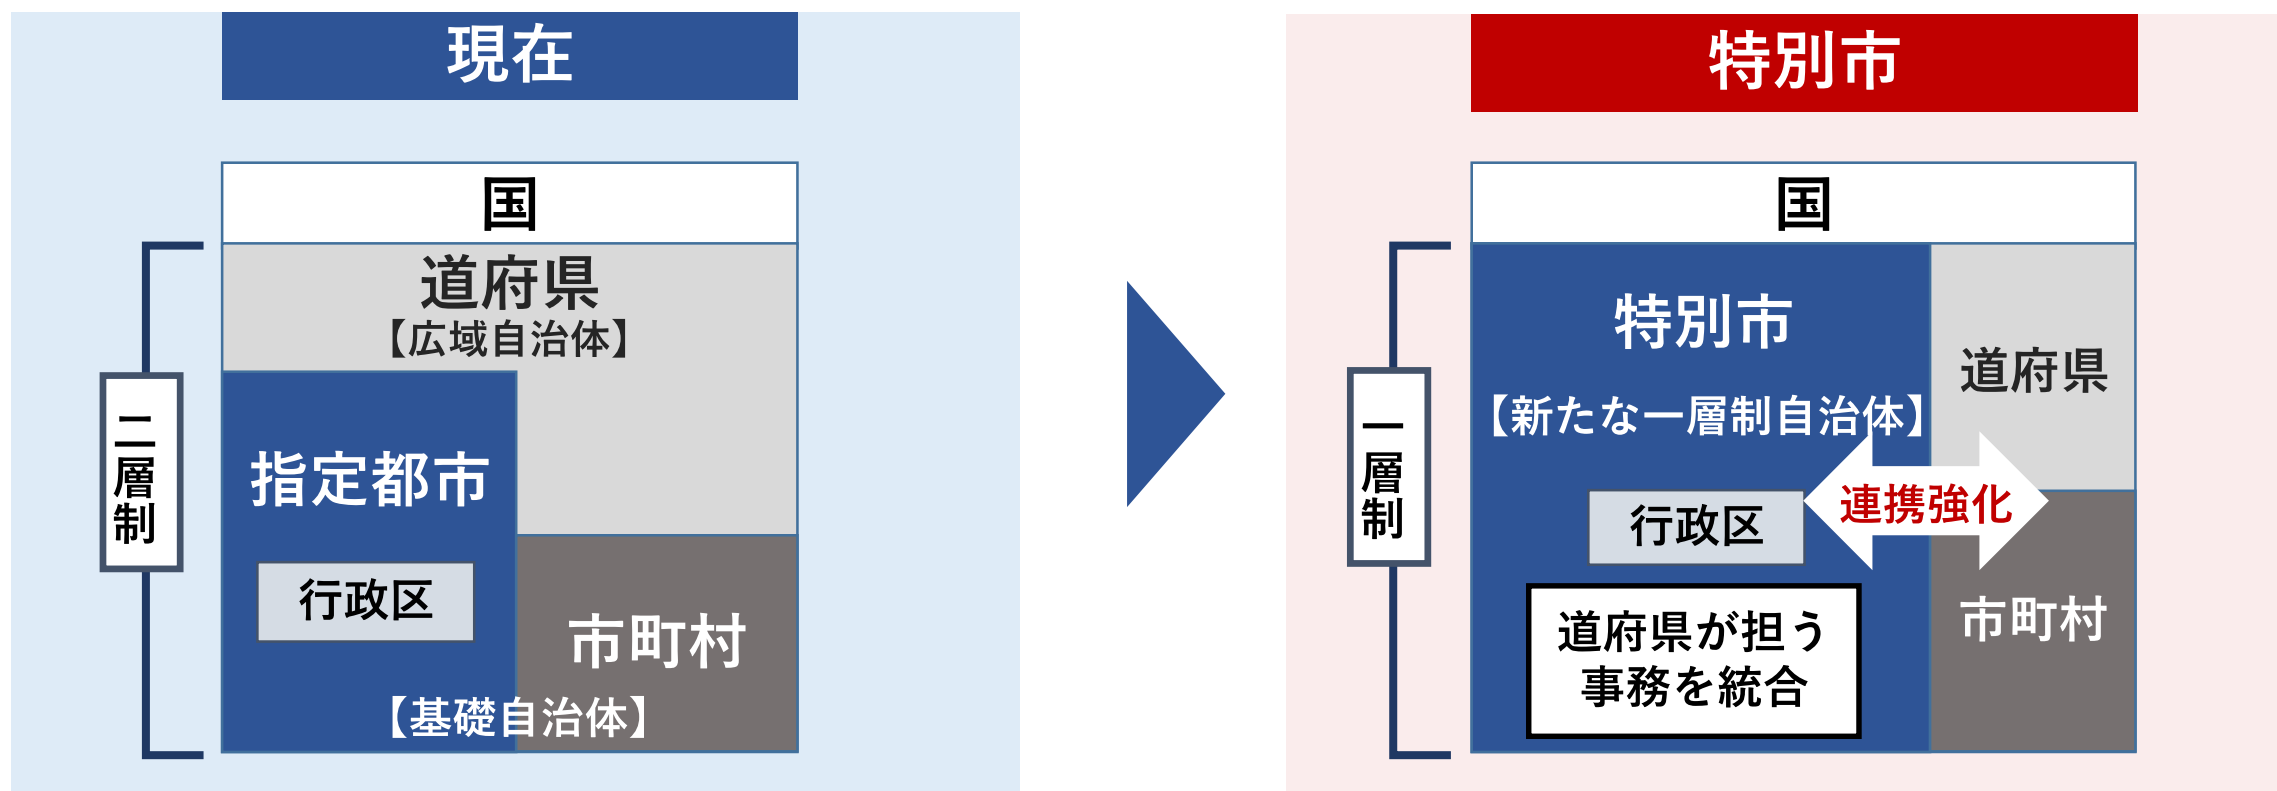 現在
国
道府県
【広域自治体】
二層制
指定都市
行政区
市町村
【基礎自治体】
特別市
国
特別市
【新たな一層制自治体】
道府県
一層制
連携強化
行政区
市町村
道府県が担う
事務を統合